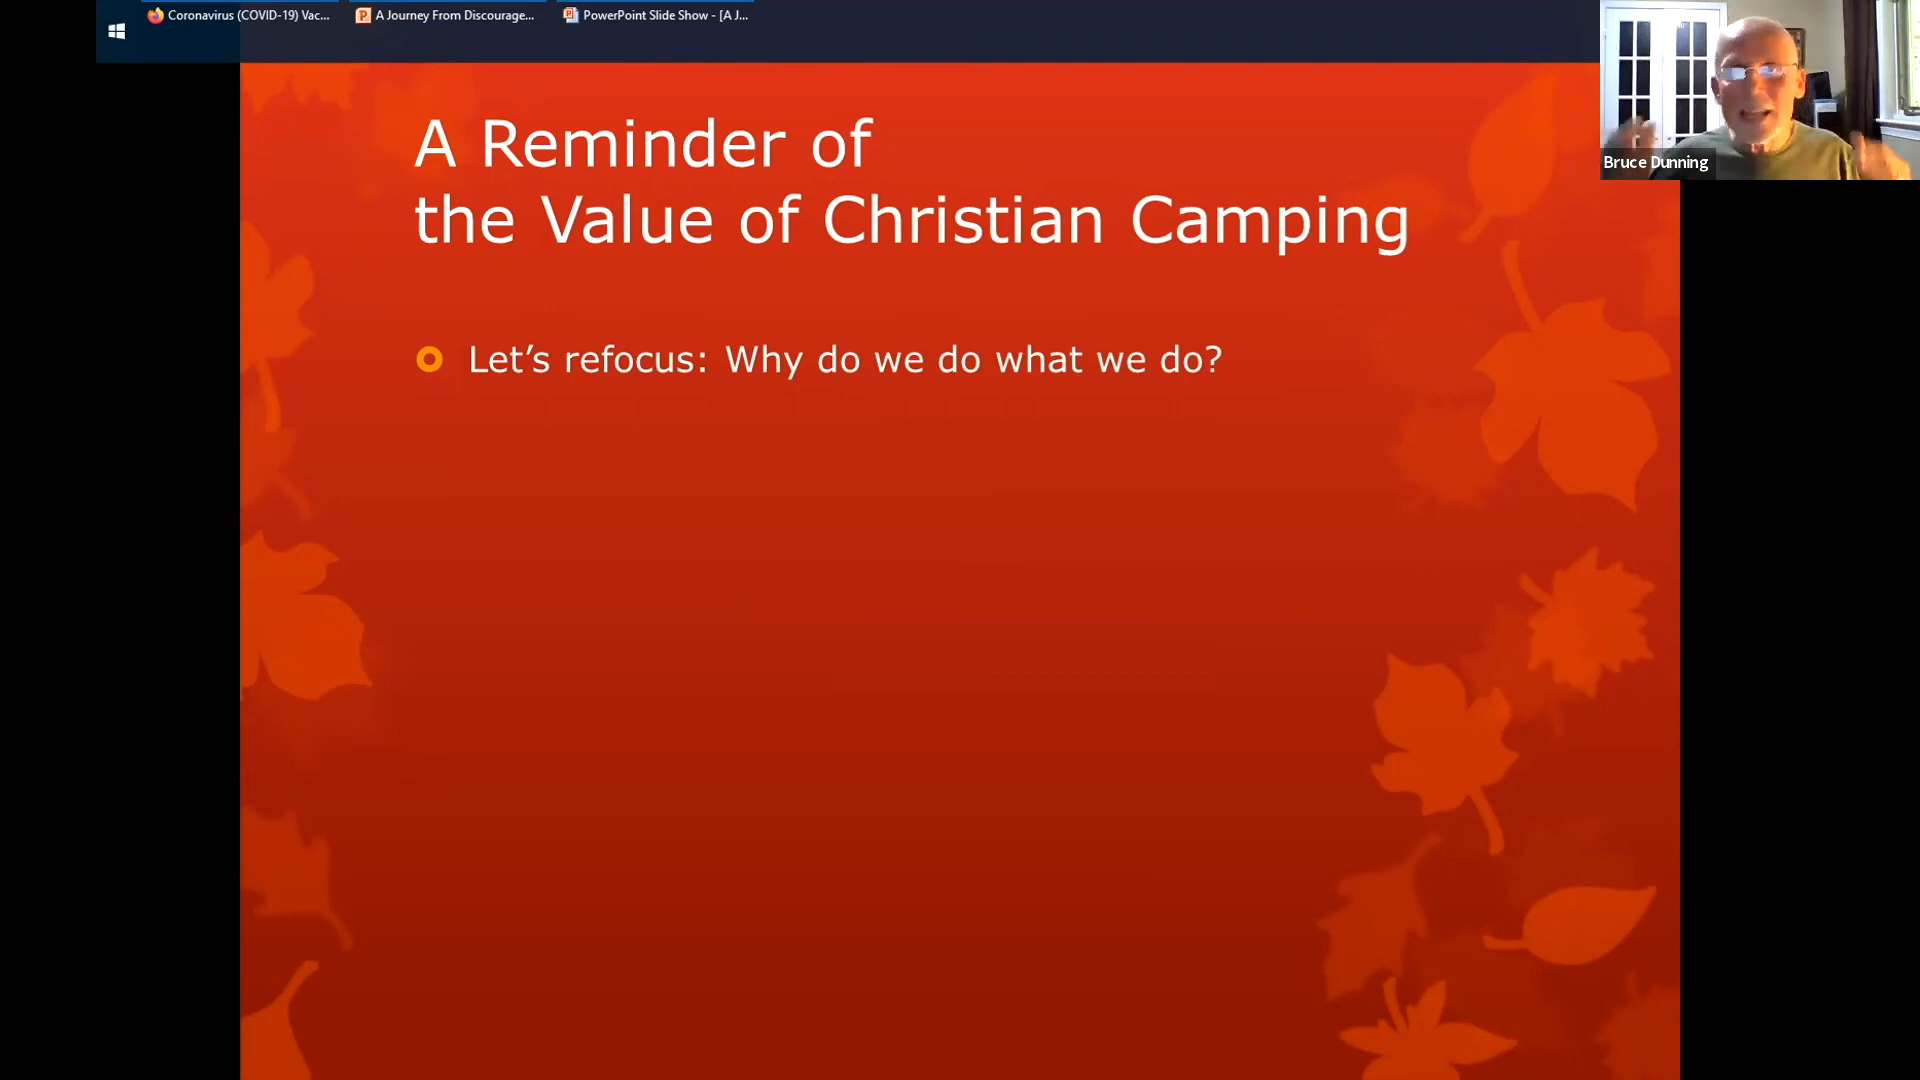 Coronavirus (COVID-19) Vac...
A Journey From Discourage...
PowerPoint Slide Show - [A J...
Bruce Dunning
A Reminder of
the Value of Christian Camping
Let’s refocus: Why do we do what we do?